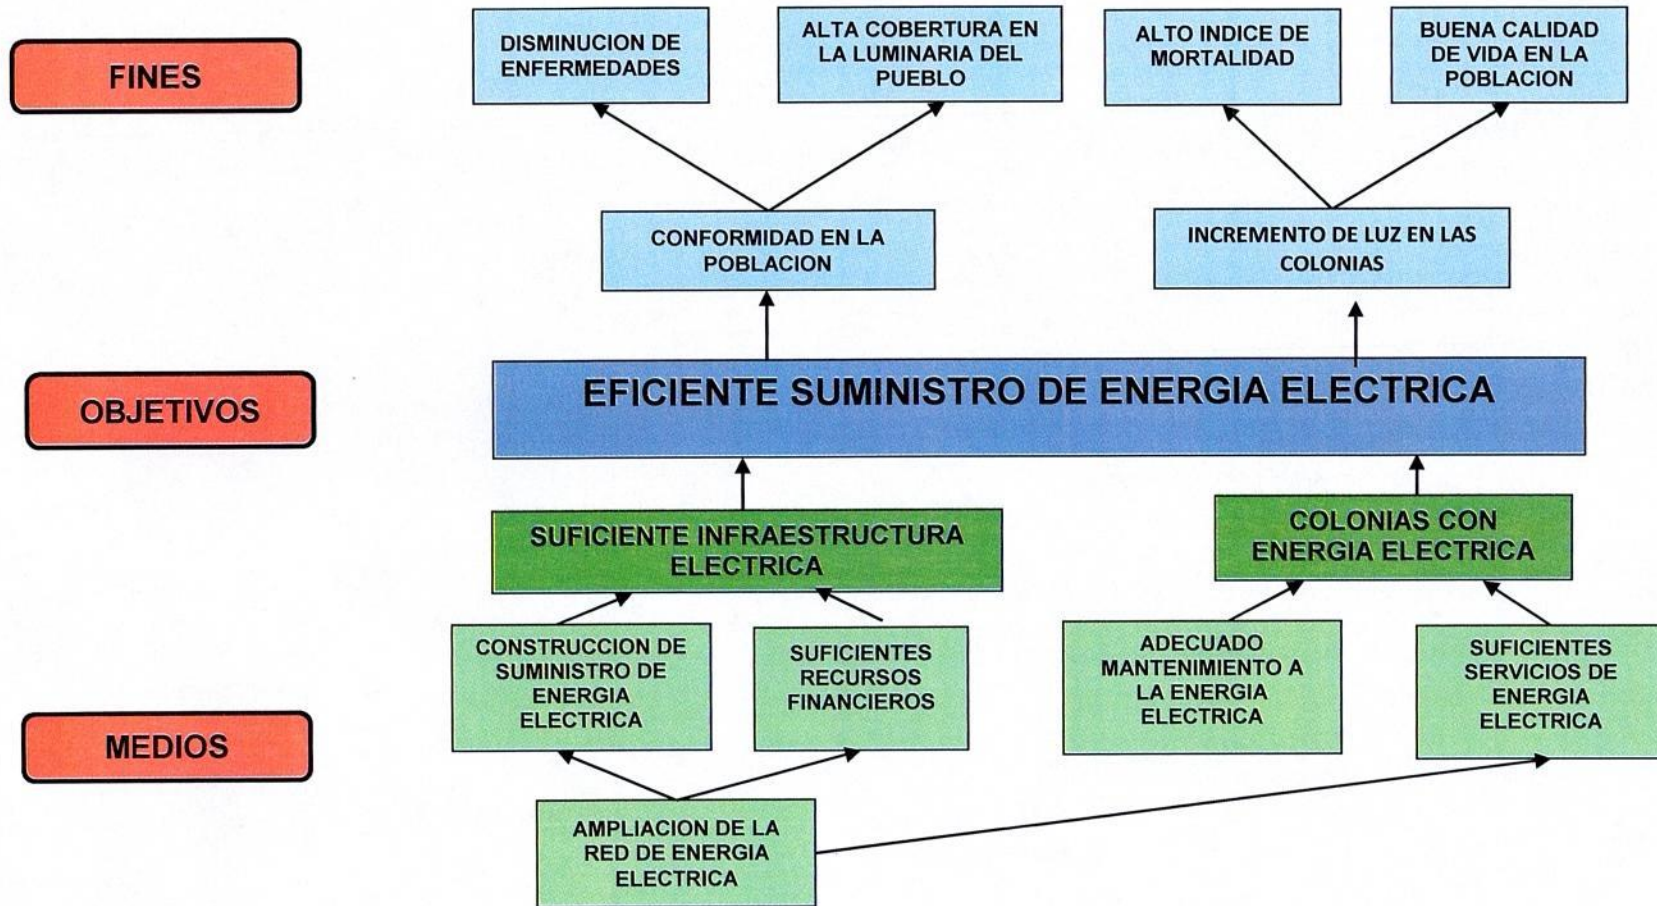 FINES
DISMINUCION DE
ENFERMEDADES
ALTA COBERTURA EN
LA LUMINARIA DEL
PUEBLO
ALTO INDICE DE
MORTALIDAD
BUENA CALIDAD
DE VIDA EN LA
POBLACION
CONFORMIDAD EN LA
POBLACION
INCREMENTO DE LUZ EN LAS
COLONIAS
OBJETIVOS
EFICIENTE SUMINISTRO DE ENERGIA ELECTRICA
SUFICIENTE INFRAESTRUCTURA
ELECTRICA
COLONIAS CON
ENERGIA ELECTRICA
MEDIOS
CONSTRUCCION DE
SUMINISTRO DE
ENERGIA
ELECTRICA
SUFICIENTES
RECURSOS
FINANCIEROS
ADECUADO
MANTENIMIENTO A
LA ENERGIA
ELECTRICA
SUFICIENTES
SERVICIOS DE
ENERGIA
ELECTRICA
AMPLIACION DE LA
RED DE ENERGIA
ELECTRICA